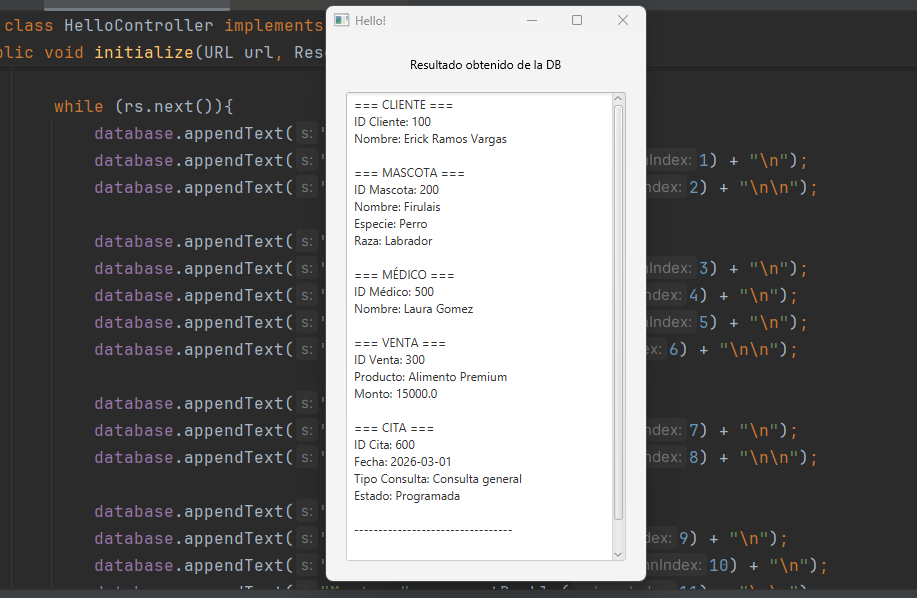 class HelloController implements
public void initialize(URL url, Res
while (rs.next()){
database.appendText( s: "
database.appendText( s: "
database.appendText( s: "
database.appendText( s: "
database.appendText( s: "
database.appendText( s: "
database.appendText( s: "
database.appendText( s: "
database.appendText( s: "
database.appendText( s: "
database.appendText( s: "
database.appendText( s: "
database.appendText( s: "
database.appendText( s: "
Hello!
Resultado obtenido de la DB
=== CLIENTE ===
ID Cliente: 100
Nombre: Erick Ramos Vargas
=== MASCOTA ===
ID Mascota: 200
Nombre: Firulais
Especie: Perro
Raza: Labrador
=== MÉDICO ===
ID Médico: 500
Nombre: Laura Gomez
=== VENTA ===
ID Venta: 300
Producto: Alimento Premium
Monto: 15000.0
=== CITA ===
ID Cita: 600
Fecha: 2026-03-01
Tipo Consulta: Consulta general
Estado: Programada
---------------------------------
nIndex: 1) + "\n");
ndex: 2) + "\n\n");
nIndex: 3) + "\n");
ndex: 4) + "\n");
nIndex: 5) + "\n");
ex: 6) + "\n\n");
ndex: 7) + "\n");
ndex: 8) + "\n\n");
dex: 9) + "\n");
nnIndex: 10) + "\n");